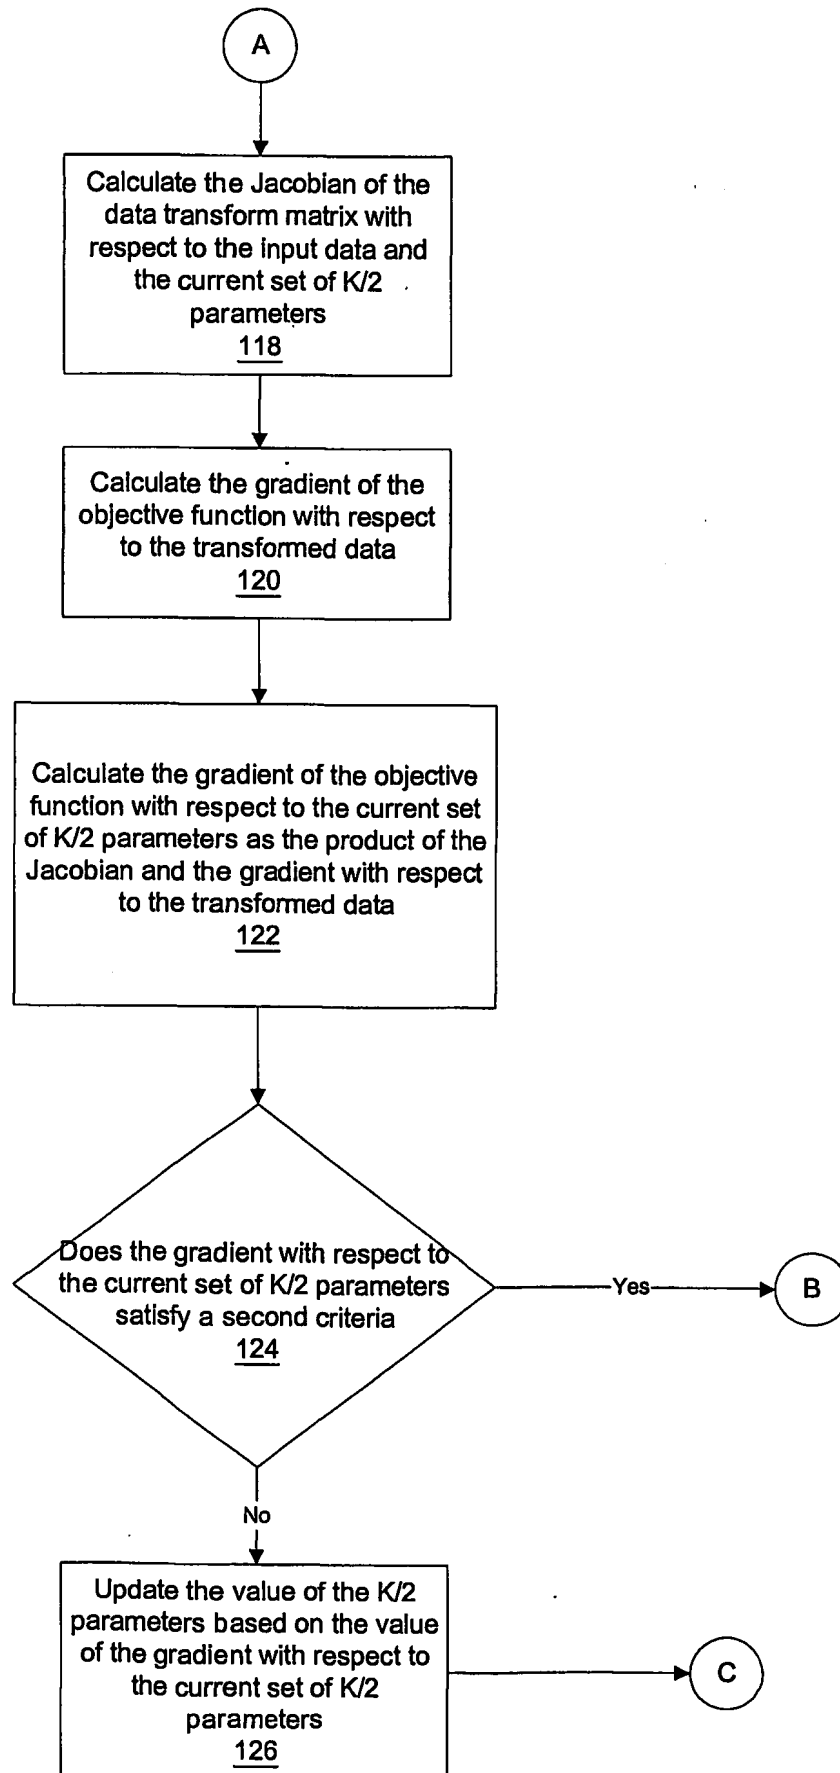 A
Calculate the Jacobian of the
data transform matrix with
respect to the input data and
the current set of K/2
parameters
118
Calculate the gradient of the
objective function with respect
to the transformed data
120
Calculate the gradient of the objective
function with respect to the current set
of K/2 parameters as the product of the
Jacobian and the gradient with respect
to the transformed data
122
Does the gradient with respect to
the current set of K/2 parameters
satisfy a second criteria
124
Yes
B
No
Update the value of the K/2
parameters based on the value
of the gradient with respect to
the current set of K/2
parameters
126
C